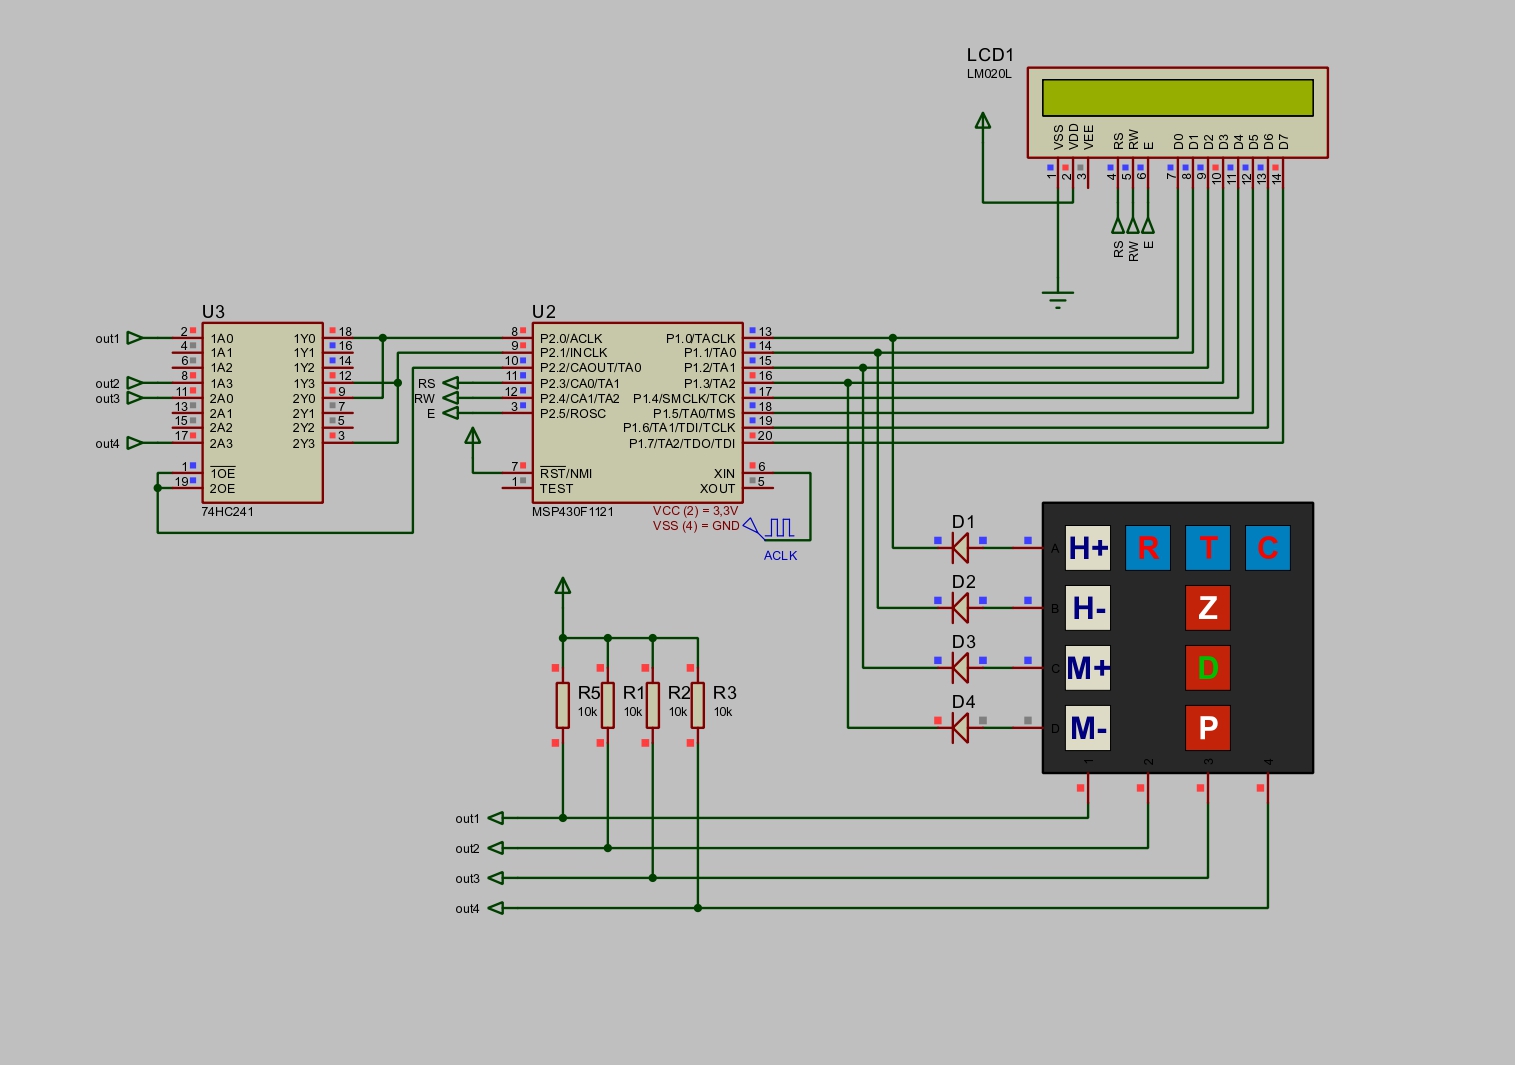 LCD1
LM020L
VSS VDD VEE RS RW E D0 D1 D2 D3 D4 D5 D6 D7
1 2 3 4 5 6 7 8 9 10 11 12 13 14
RS RW E
U3
out1
out2
out3
out4
2 1A0 1Y0 18
4 1A1 1Y1 16
6 1A2 1Y2 14
8 1A3 1Y3 12
11 2A0 2Y0 9
13 2A1 2Y1 7
15 2A2 2Y2 5
17 2A3 2Y3 3
1 1OE
19 2OE
74HC241
U2
8 P2.0/ACLK P1.0/TACLK 13
9 P2.1/INCLK P1.1/TA0 14
10 P2.2/CAOUT/TA0 P1.2/TA1 15
RS 11 P2.3/CA0/TA1 P1.3/TA2 16
RW 12 P2.4/CA1/TA2 P1.4/SMCLK/TCK 17
E 3 P2.5/ROSC P1.5/TA0/TMS 18
P1.6/TA1/TDI/TCLK 19
P1.7/TA2/TDO/TDI 20
7 RST/NMI XIN 6
1 TEST XOUT 5
MSP430F1121
VCC (2) = 3,3V
VSS (4) = GND
ACLK
D1
D2
D3
D4
A H+ R T C
B H- Z
C M+ D
D M- P
1 2 3 4
R5 R1 R2 R3
10k 10k 10k 10k
out1
out2
out3
out4